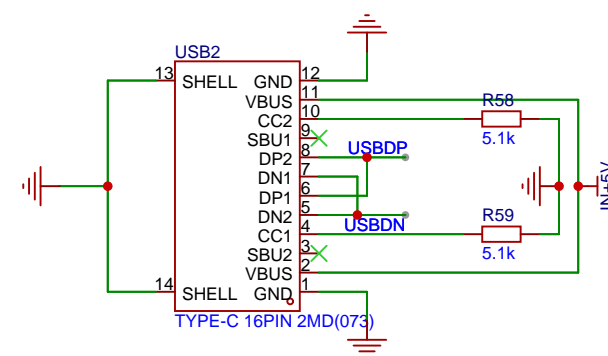 USB2
13 SHELL GND 12
VBUS 11
CC2 10
SBU1 9
DP2 8
DN1 7
DP1 6
DN2 5
CC1 4
SBU2 3
VBUS 2
14 SHELL GND 1
TYPE-C 16PIN 2MD(073)
USBDP
USBDN
R58
5.1k
R59
5.1k
IN+5V